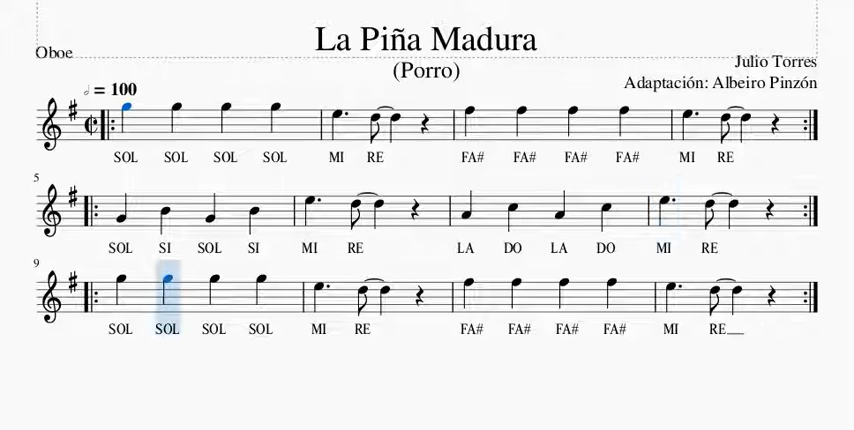 La Piña Madura
Oboe
(Porro)
Julio Torres
Adaptación: Albeiro Pinzón
𝅗𝅥 = 100
SOL SOL SOL SOL MI RE FA# FA# FA# FA# MI RE
5
SOL SI SOL SI MI RE LA DO LA DO MI RE
9
SOL SOL SOL SOL MI RE FA# FA# FA# FA# MI RE__